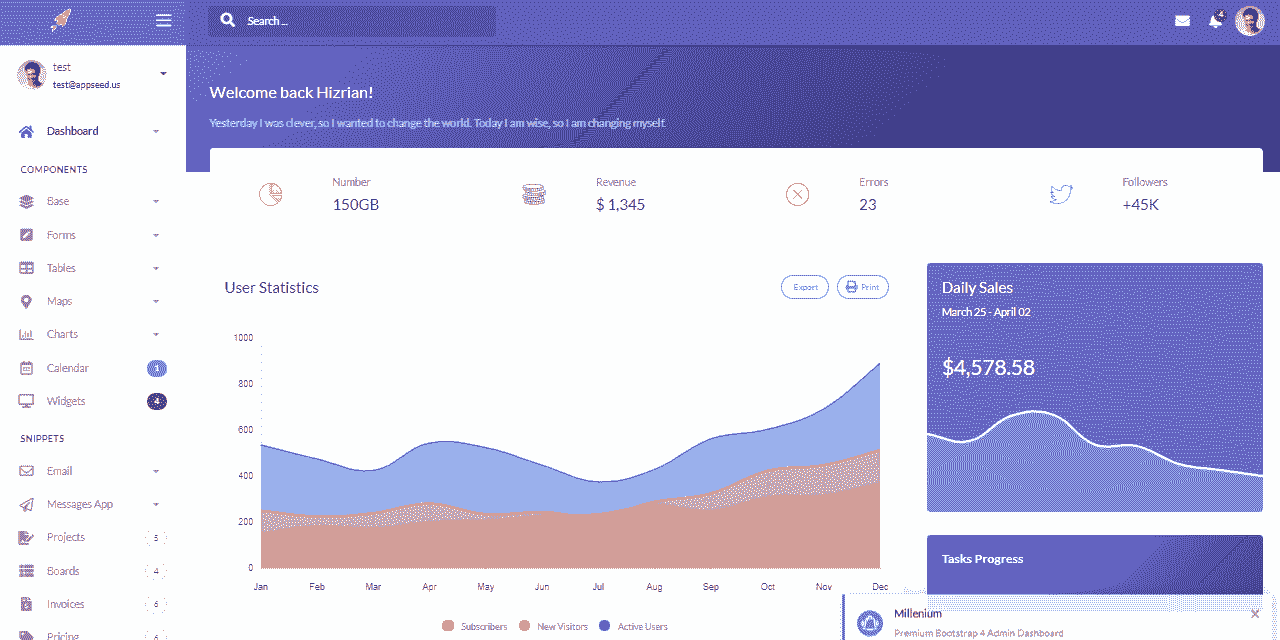 Search ...
4
test
test@appseed.us
Dashboard
COMPONENTS
Base
Forms
Tables
Maps
Charts
Calendar 1
Widgets 4
SNIPPETS
Email
Messages App
Projects 5
Boards 4
Invoices 6
Pricing 6
Welcome back Hizrian!
Yesterday I was clever, so I wanted to change the world. Today I am wise, so I am changing myself.
Number
150GB
Revenue
$ 1,345
Errors
23
Followers
+45K
User Statistics
Export Print
1000
800
600
400
200
0
Jan Feb Mar Apr May Jun Jul Aug Sep Oct Nov Dec
Subscribers New Visitors Active Users
Daily Sales
March 25 - April 02
$4,578.58
Tasks Progress
Millenium
Premium Bootstrap 4 Admin Dashboard